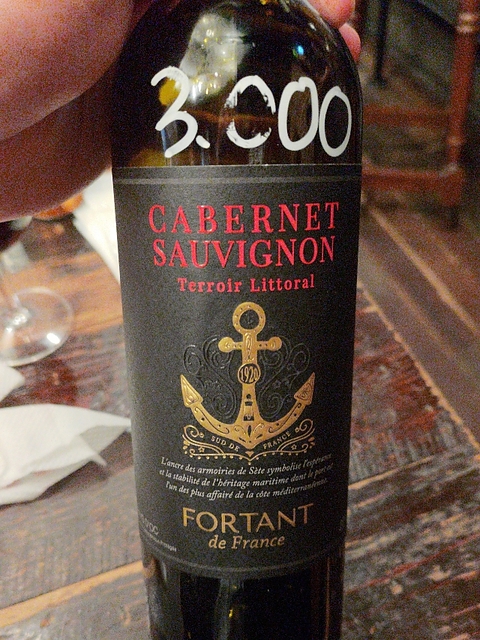 3.000
CABERNET
SAUVIGNON
Terroir Littoral
1920
SUD DE FRANCE
L'ancre des armoiries de Sète symbolise l'espérance
et la stabilité de l'héritage maritime dont le port est
l'un des plus affairé de la côte méditerranéenne.
FORTANT
de France